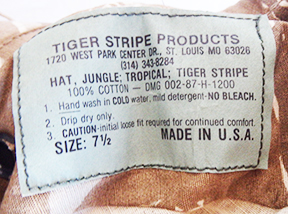 TIGER STRIPE PRODUCTS
1720 WEST PARK CENTER DR., ST. LOUIS MO 63026
(314) 343-8284
HAT, JUNGLE; TROPICAL; TIGER STRIPE
100% COTTON – DMG 002-87-H-1200
1. Hand wash in COLD water, mild detergent-NO BLEACH.
2. Drip dry only.
3. CAUTION-initial loose fit required for continued comfort.
SIZE: 7½ MADE IN U.S.A.